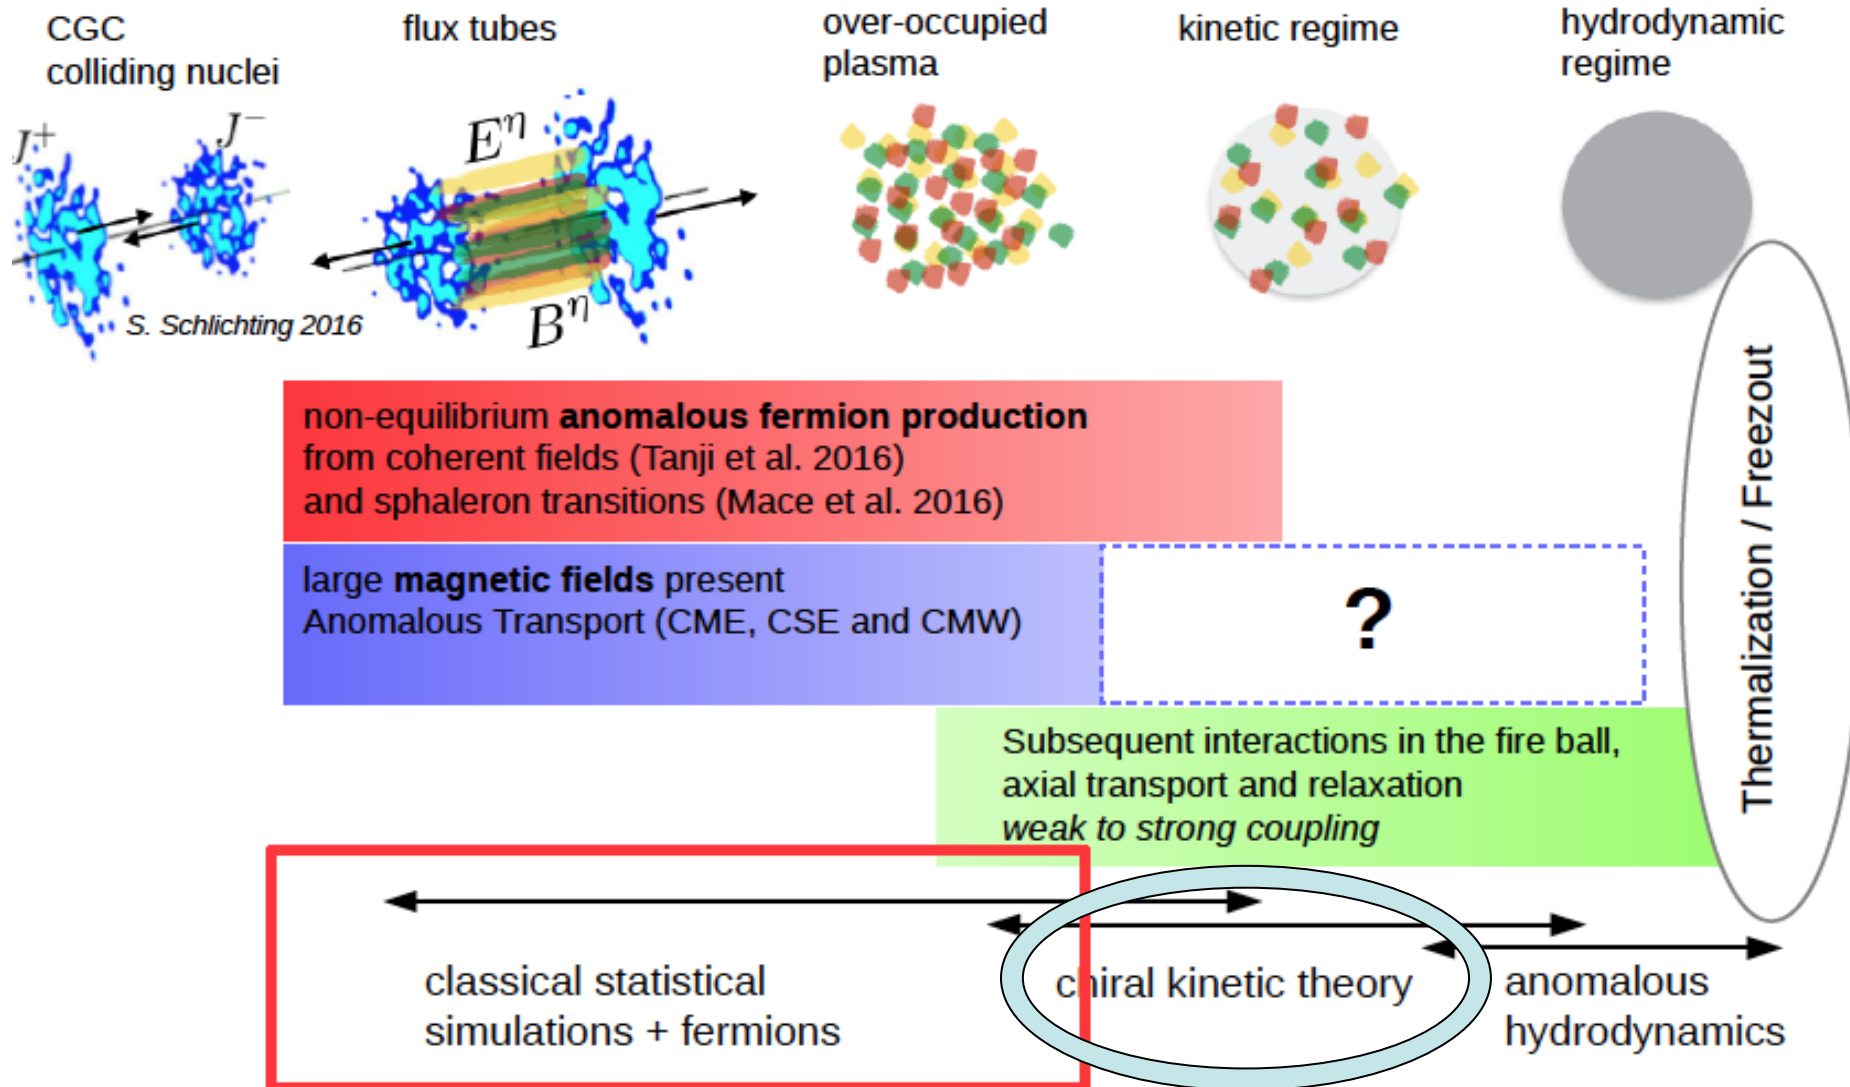 CGC
colliding nuclei
flux tubes
over-occupied
plasma
kinetic regime
hydrodynamic
regime
J⁺
J⁻
E^η
B^η
S. Schlichting 2016
non-equilibrium anomalous fermion production
from coherent fields (Tanji et al. 2016)
and sphaleron transitions (Mace et al. 2016)
large magnetic fields present
Anomalous Transport (CME, CSE and CMW)
?
Subsequent interactions in the fire ball,
axial transport and relaxation
weak to strong coupling
Thermalization / Freezout
classical statistical
simulations + fermions
chiral kinetic theory
anomalous
hydrodynamics